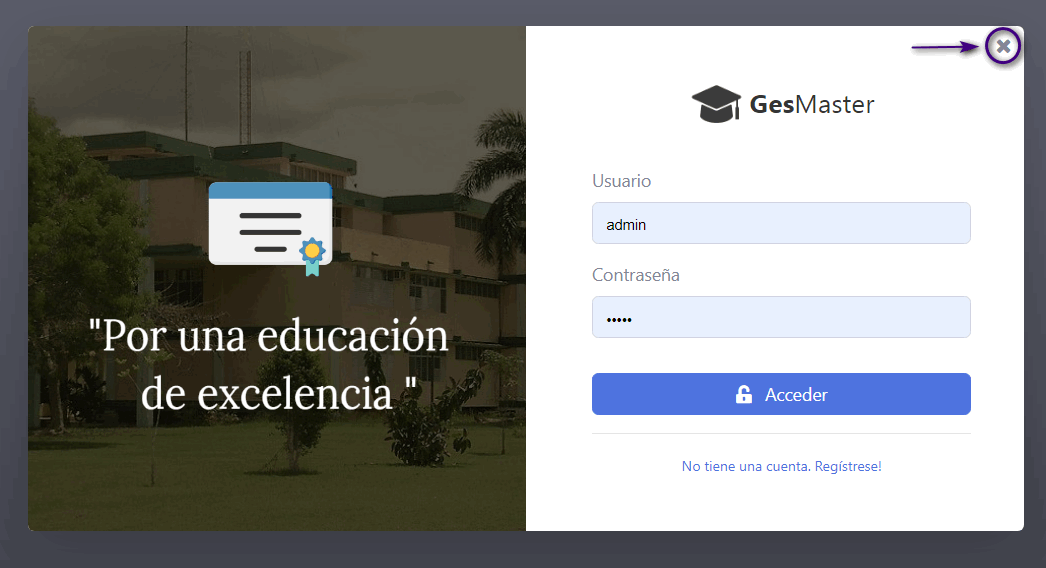 "Por una educación
de excelencia "
GesMaster
Usuario
admin
Contraseña
•••••
Acceder
No tiene una cuenta. Regístrese!